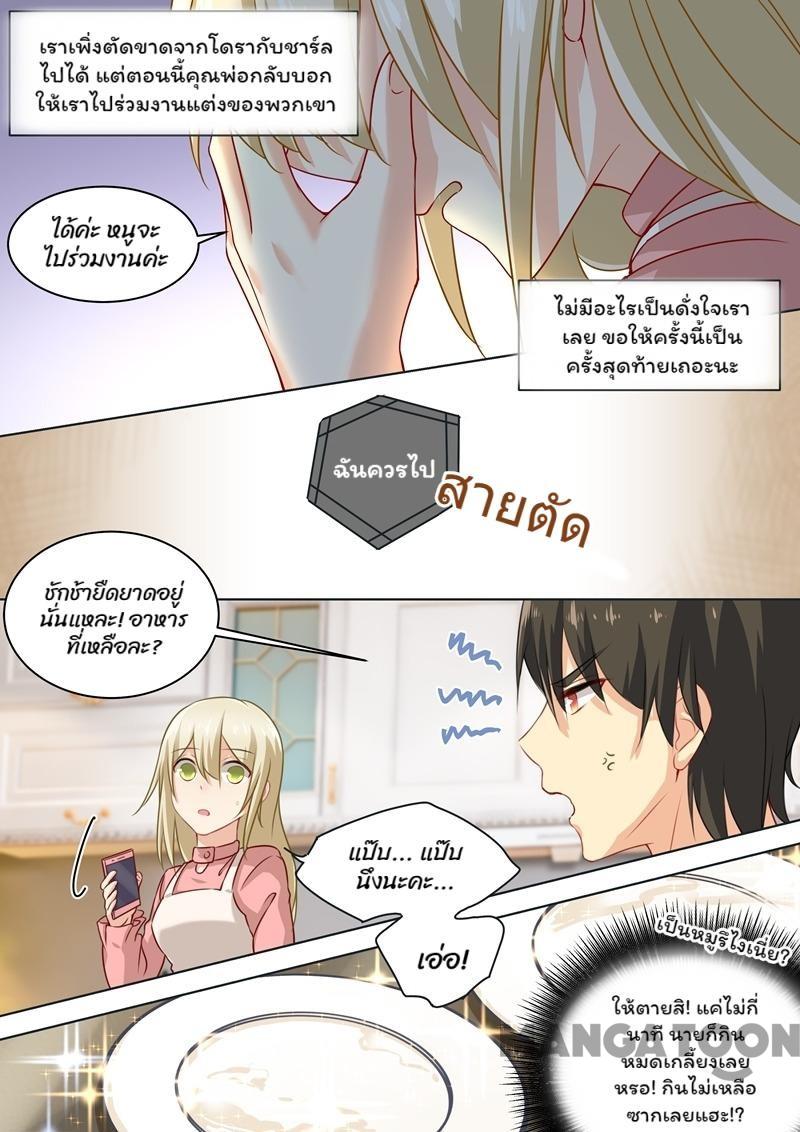 เราเพิ่งตัดขาดจากโดรากับชาร์ล
ไปได้ แต่ตอนนี้คุณพ่อกลับบอก
ให้เราไปร่วมงานแต่งของพวกเขา
ได้ค่ะ หนูจะ
ไปร่วมงานค่ะ
ไม่มีอะไรเป็นดั่งใจเรา
เลย ขอให้ครั้งนี้เป็น
ครั้งสุดท้ายเถอะนะ
ฉันควรไป
สายตัด
ชักช้ายืดยาดอยู่
นั่นแหละ! อาหาร
ที่เหลือละ?
แป๊บ... แป๊บ
นึงนะคะ...
เอ่อ!
เป็นหมูรึไงเนี่ย?
ให้ตายสิ! แค่ไม่กี่
นาที นายก็กิน
หมดเกลี้ยงเลย
หรอ! กินไม่เหลือ
ซากเลยแฮะ!?
MANGATOON